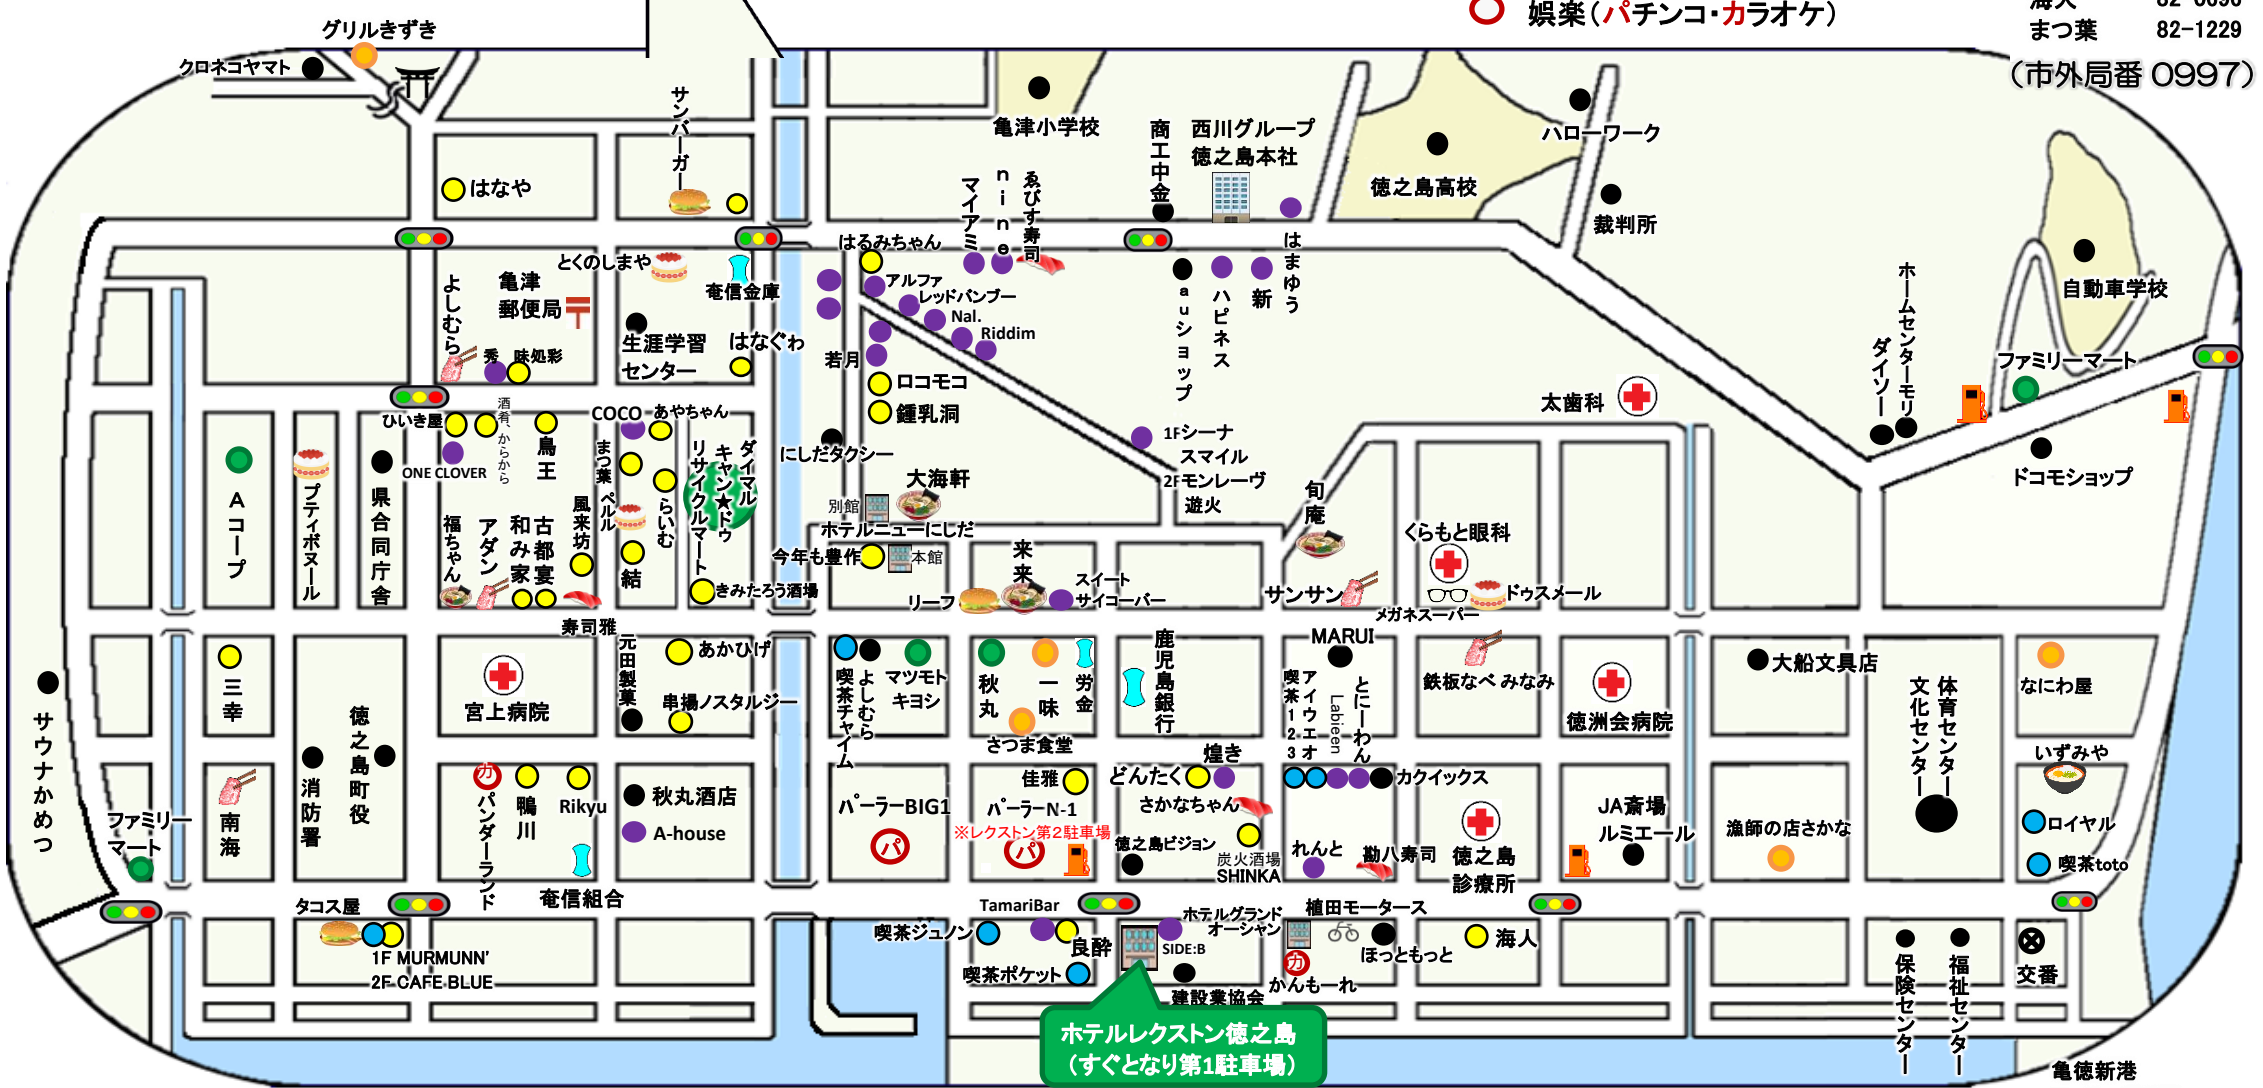 娯楽(パチンコ・カラオケ)
まつ葉 82-1229
(市外局番 0997)
グリルきずき
クロネコヤマト
サンバーガー
はなや
亀津小学校
商工中金
西川グループ
徳之島本社
徳之島高校
ハローワーク
裁判所
自動車学校
マイアミ
nine
ゑびす寿司
はるみちゃん
はまゆう
とくのしまや
奄信金庫
よしむら
亀津
郵便局
生涯学習
センター
はなぐわ
秀
味処彩
アルファ
レッドバンブー
Nal.
Riddim
若月
ロコモコ
鍾乳洞
auショップ
ハピネス
新
ホームセンターモリ
ダイソー
ファミリーマート
ドコモショップ
太歯科
ひいき屋
酒肴、からから
ONE CLOVER
鳥王
COCO
あやちゃん
まつ葉
ペルル
らいむ
リサイクルマート
キャン★ドゥ
ダイマル
にしだタクシー
1Fシーナ
スマイル
2Fモンレーヴ
遊火
Aコープ
プティボヌール
県合同庁舎
福ちゃん
アダン
和み家
古都宴
風来坊
結
きみたろう酒場
大海軒
別館
ホテルニューにしだ
今年も豊作
本館
来来
リーフ
スイート
サイコーバー
旬庵
サンサン
くらもと眼科
メガネスーパー
ドゥスメール
寿司雅
サウナかめつ
三幸
宮上病院
元田製菓
あかひげ
串揚ノスタルジー
喫茶チャイム
よしむら
マツモト
キヨシ
秋丸
一味
労金
さつま食堂
鹿児島銀行
MARUI
喫茶123
アイウエオ
Labieen
とにーわん
鉄板なべ みなみ
徳洲会病院
大船文具店
文化センター
体育センター
なにわ屋
いずみや
ロイヤル
喫茶toto
ファミリー
マート
南海
消防署
徳之島町役
カ
パンダーランド
鴨川
Rikyu
奄信組合
秋丸酒店
A-house
パーラーBIG1
パ
佳雅
パーラーN-1
※レクストン第2駐車場
パ
どんたく
煌き
さかなちゃん
徳之島ビジョン
炭火酒場
SHINKA
カクイックス
れんと
勘八寿司
徳之島
診療所
JA斎場
ルミエール
漁師の店さかな
タコス屋
1F MURMUNN'
2F CAFE BLUE
TamariBar
喫茶ジュノン
良酔
喫茶ポケット
SIDE:B
ホテルグランド
オーシャン
建設業協会
植田モータース
ほっともっと
カ
かんもーれ
海人
保険センター
福祉センター
交番
亀徳新港
ホテルレクストン徳之島
(すぐとなり第1駐車場)